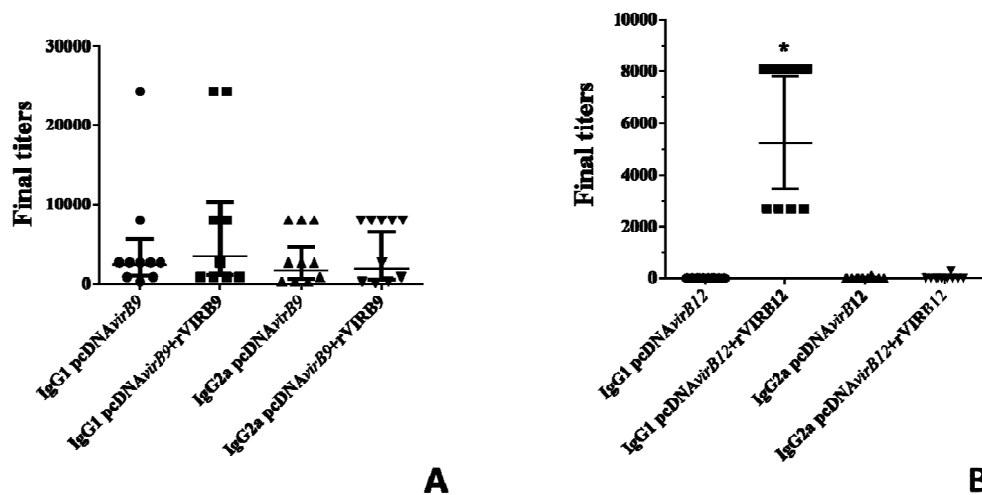 30000
20000
10000
0
Final titers
IgG1 pcDNAvirB9
IgG1 pcDNAvirB9+rVIRB9
IgG2a pcDNAvirB9
IgG2a pcDNAvirB9+rVIRB9
A
10000
8000
6000
4000
2000
0
Final titers
*
IgG1 pcDNAvirB12
IgG1 pcDNAvirB12+rVIRB12
IgG2a pcDNAvirB12
IgG2a pcDNAvirB12+rVIRB12
B